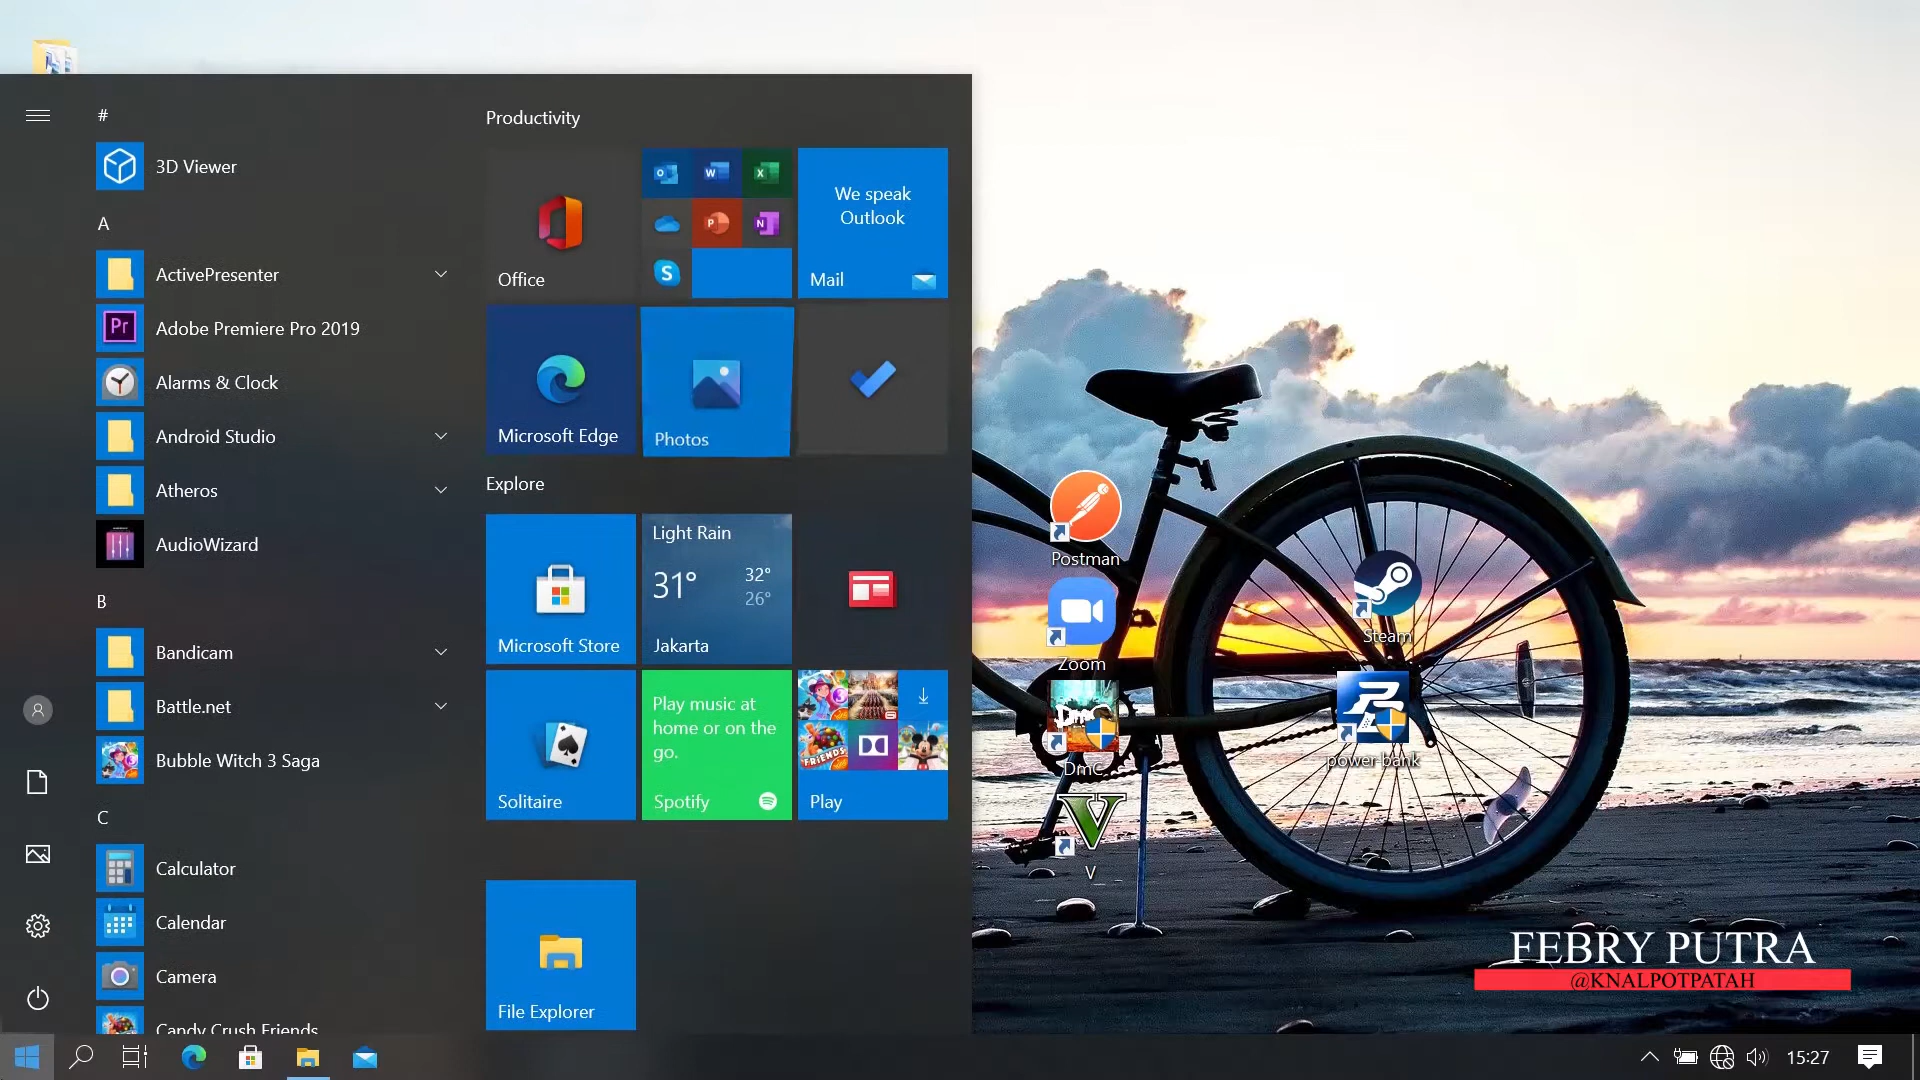 #
3D Viewer
A
ActivePresenter
Pr
Adobe Premiere Pro 2019
Alarms & Clock
Android Studio
Atheros
AudioWizard
B
Bandicam
Battle.net
Bubble Witch 3 Saga
C
Calculator
Calendar
Camera
Candy Crush Friends
Productivity
Office
We speak
Outlook
Mail
Microsoft Edge
Photos
Explore
Microsoft Store
Light Rain
31°
32°
26°
Jakarta
Solitaire
Play music at
home or on the
go.
Spotify
FRIENDS
Play
File Explorer
Postman
Zoom
DmC
DmC
V
Steam
power-bank
FEBRY PUTRA
@KNALPOTPATAH
15:27